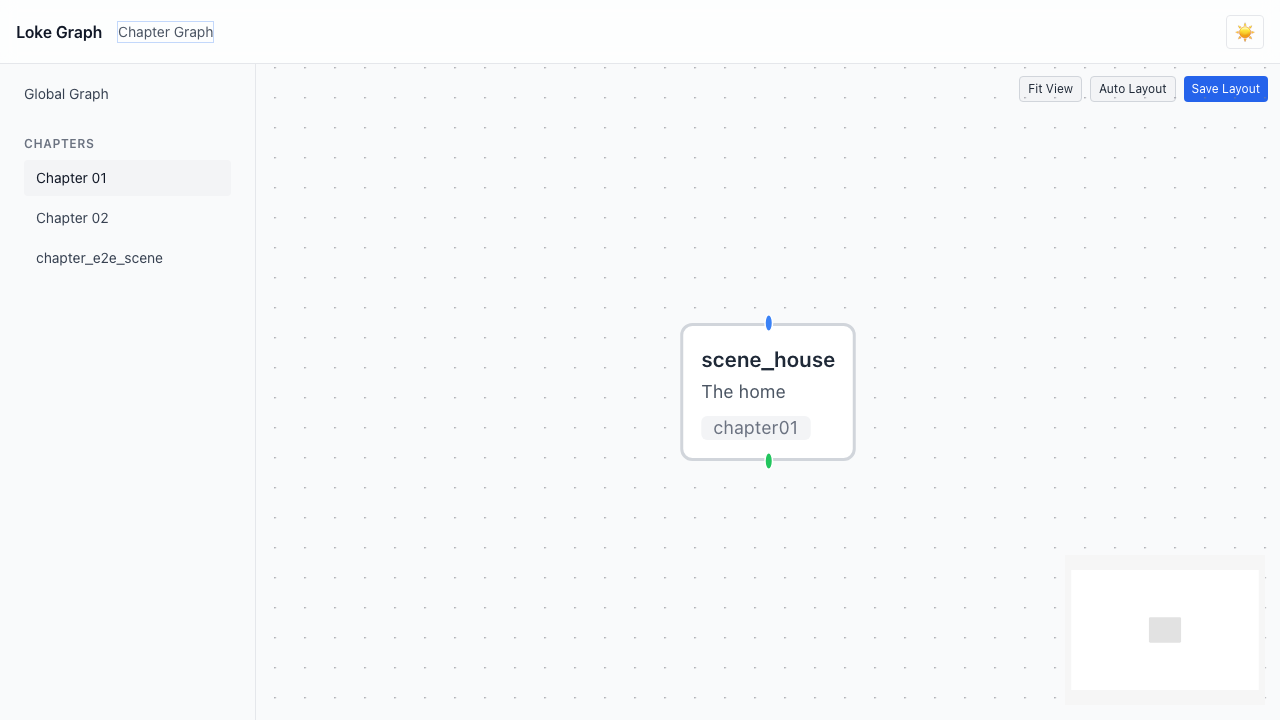 Loke Graph
Chapter Graph
Global Graph
CHAPTERS
Chapter 01
Chapter 02
chapter_e2e_scene
Fit View
Auto Layout
Save Layout
scene_house
The home
chapter01